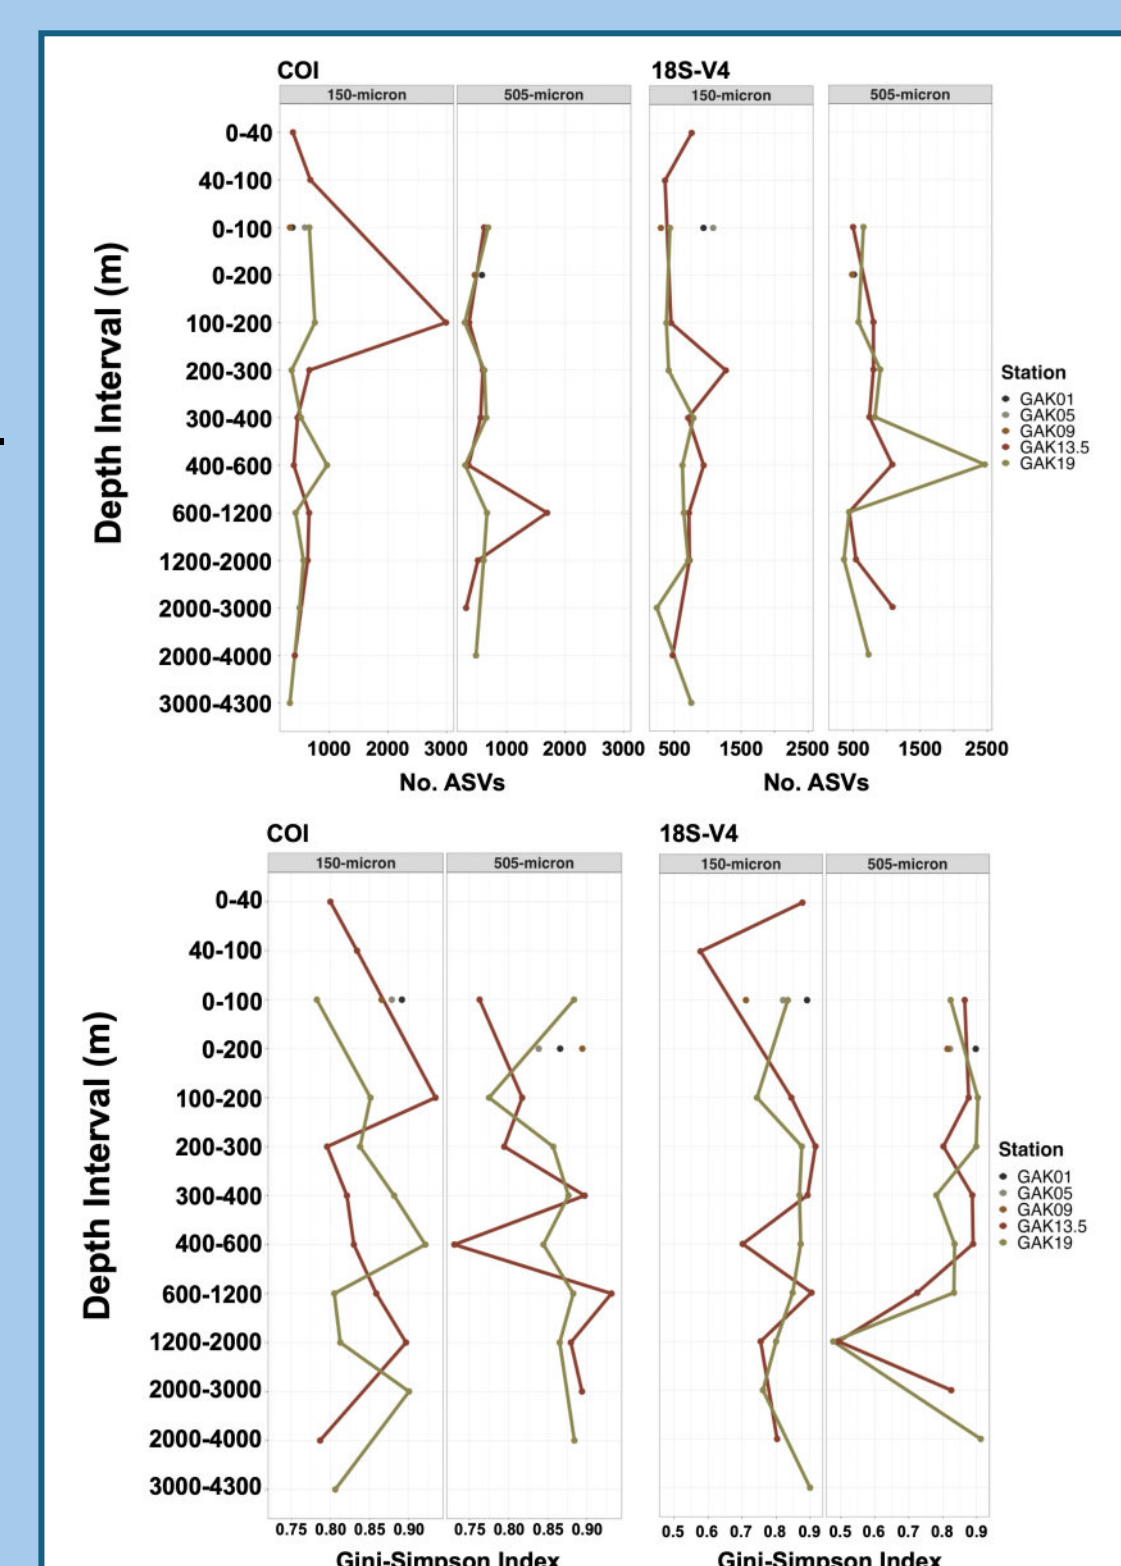 COI 18S-V4
150-micron 505-micron 150-micron 505-micron
0-40
40-100
0-100
0-200
100-200
200-300
300-400
400-600
600-1200
1200-2000
2000-3000
2000-4000
3000-4300
Depth Interval (m)
1000 2000 3000 1000 2000 3000 500 1500 2500 500 1500 2500
No. ASVs No. ASVs
Station
GAK01
GAK05
GAK09
GAK13.5
GAK19
COI 18S-V4
150-micron 505-micron 150-micron 505-micron
0-40
40-100
0-100
0-200
100-200
200-300
300-400
400-600
600-1200
1200-2000
2000-3000
2000-4000
3000-4300
Depth Interval (m)
0.75 0.80 0.85 0.90 0.75 0.80 0.85 0.90 0.5 0.6 0.7 0.8 0.9 0.5 0.6 0.7 0.8 0.9
Gini-Simpson Index Gini-Simpson Index
Station
GAK01
GAK05
GAK09
GAK13.5
GAK19